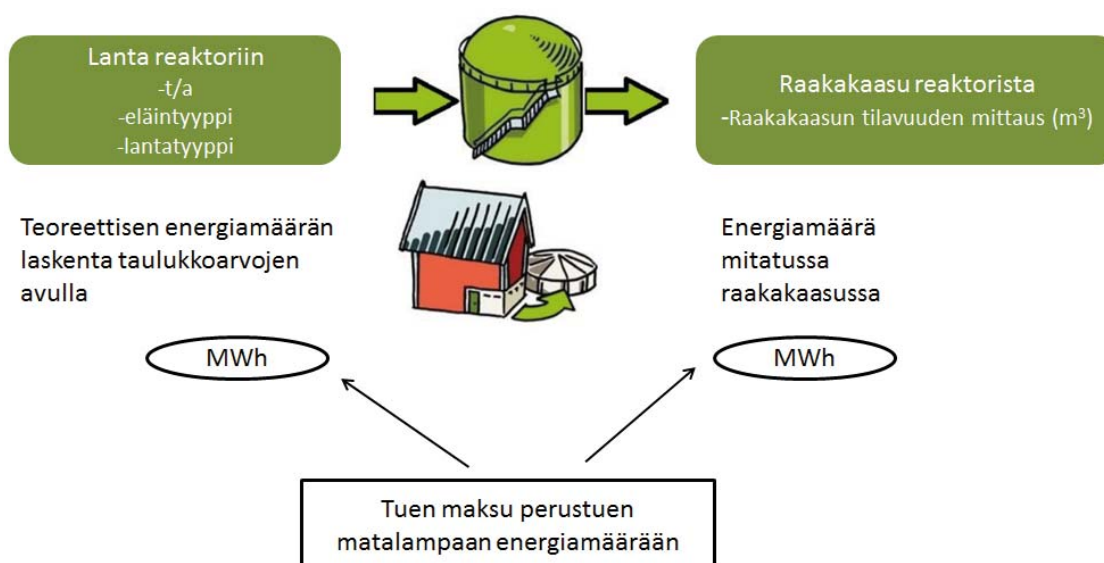 Lanta reaktoriin
-t/a
-eläintyyppi
-lantatyyppi
Raakakaasu reaktorista
-Raakakaasun tilavuuden mittaus (m³)
Teoreettisen energiamäärän
laskenta taulukkoarvojen
avulla
Energiamäärä
mitatussa
raakakaasussa
MWh
MWh
Tuen maksu perustuen
matalampaan energiamäärään